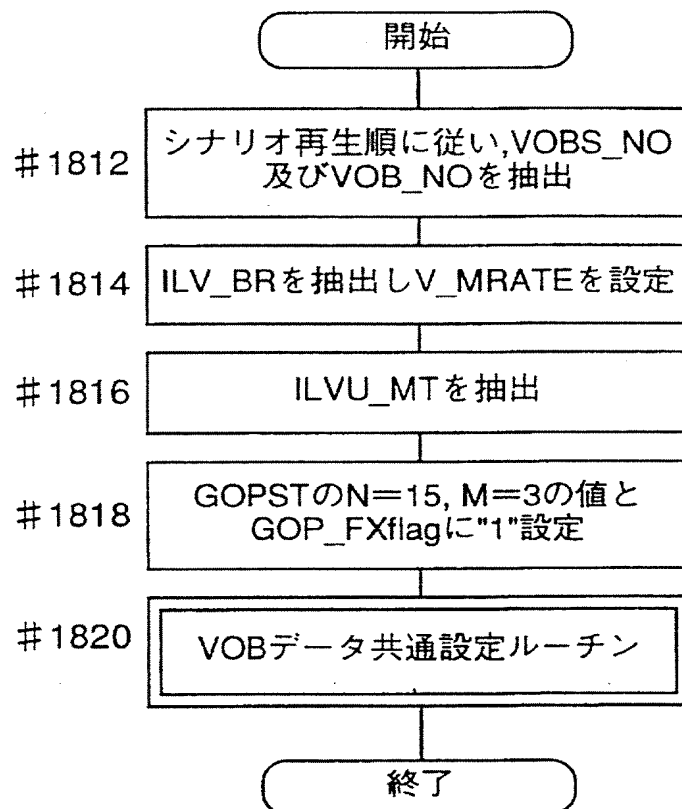 開始
#1812
シナリオ再生順に従い,VOBS_NO
及びVOB_NOを抽出
#1814
ILV_BRを抽出しV_MRATEを設定
#1816
ILVU_MTを抽出
#1818
GOPSTのN=15, M=3の値と
GOP_FXflagに"1"設定
#1820
VOBデータ共通設定ルーチン
終了